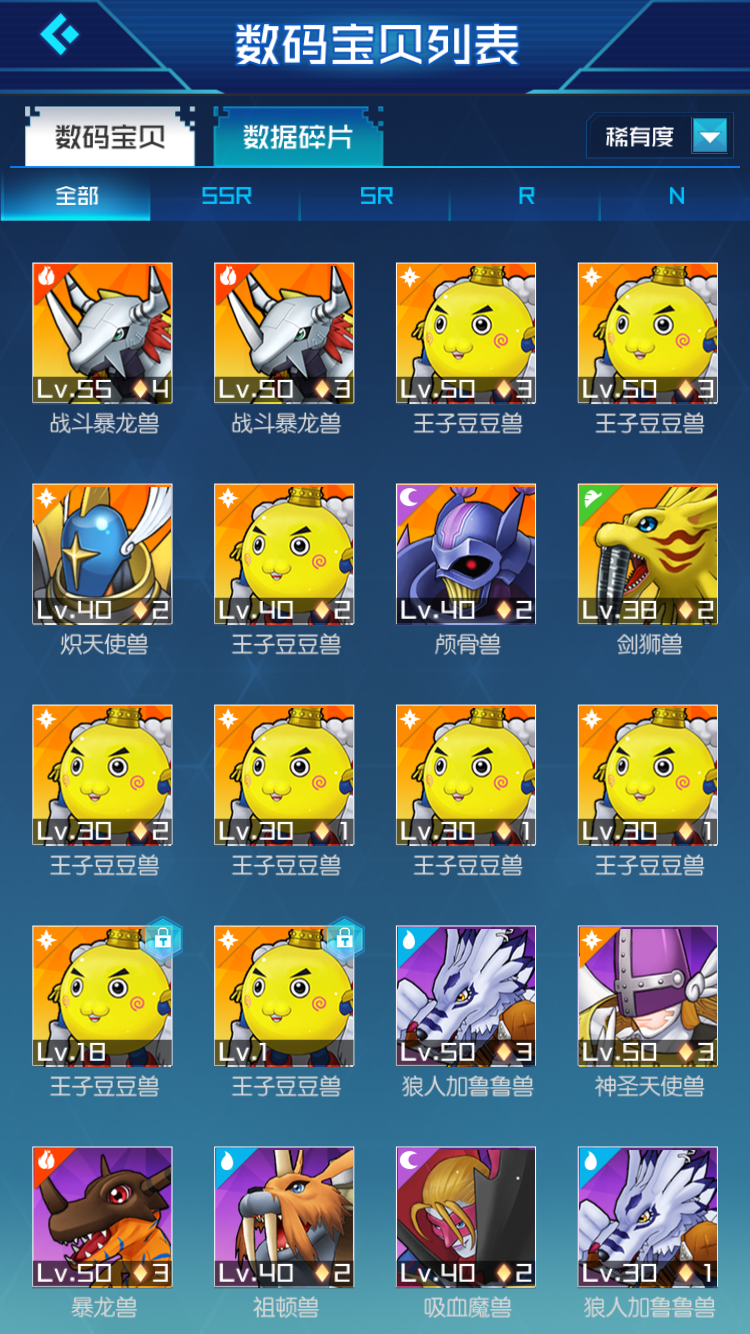 数码宝贝列表
数码宝贝 数据碎片 稀有度
全部 SSR SR R N
Lv.55 4 Lv.50 3 Lv.50 3 Lv.50 3
战斗暴龙兽 战斗暴龙兽 王子豆豆兽 王子豆豆兽
Lv.40 2 Lv.40 2 Lv.40 2 Lv.38 2
炽天使兽 王子豆豆兽 颅骨兽 剑狮兽
Lv.30 2 Lv.30 1 Lv.30 1 Lv.30 1
王子豆豆兽 王子豆豆兽 王子豆豆兽 王子豆豆兽
Lv.18 Lv.1 Lv.50 3 Lv.50 3
王子豆豆兽 王子豆豆兽 狼人加鲁鲁兽 神圣天使兽
Lv.50 3 Lv.40 2 Lv.40 2 Lv.30 1
暴龙兽 祖顿兽 吸血魔兽 狼人加鲁鲁兽